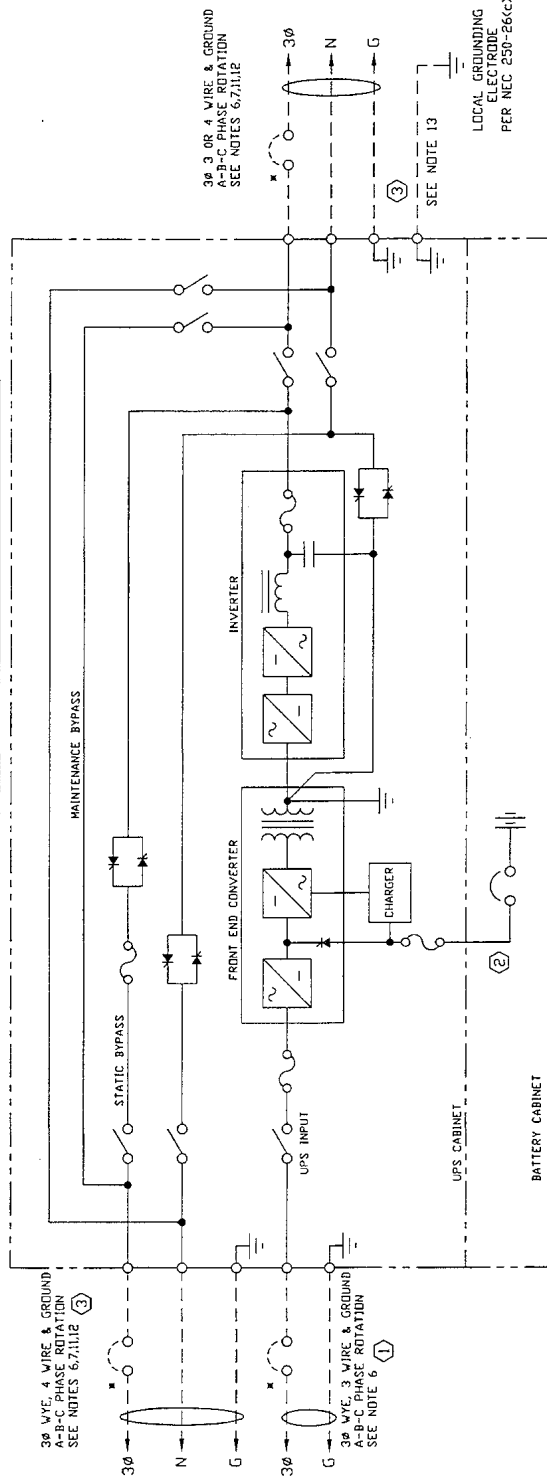 3Ø WYE, 4 WIRE & GROUND
A-B-C PHASE ROTATION
SEE NOTES 6,7,11,12
3
3Ø
N
G
3Ø
G
3Ø WYE, 3 WIRE & GROUND
A-B-C PHASE ROTATION
SEE NOTE 6
1
*
*
MAINTENANCE BYPASS
STATIC BYPASS
UPS INPUT
FRONT END CONVERTER
CHARGER
INVERTER
2
UPS CABINET
BATTERY CABINET
3Ø 3 OR 4 WIRE & GROUND
A-B-C PHASE ROTATION
SEE NOTES 6,7,11,12
*
3Ø
N
G
3
SEE NOTE 13
LOCAL GROUNDING
ELECTRODE
PER NEC 250-26(c)